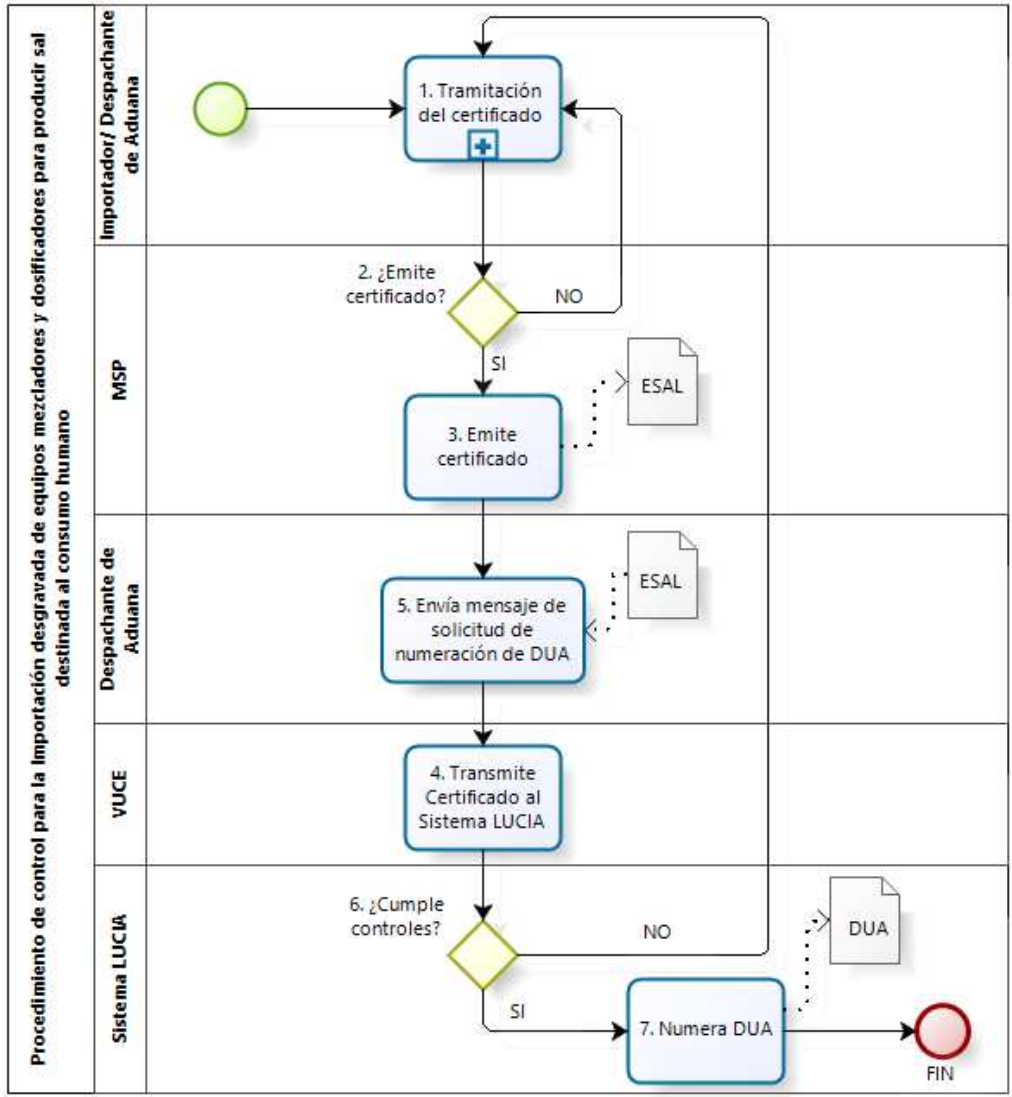 Procedimiento de control para la Importación desgravada de equipos mezcladores y dosificadores para producir sal
destinada al consumo humano
Importador/ Despachante
de Aduana
1. Tramitación
del certificado
MSP
2. ¿Emite
certificado?
NO
SI
ESAL
3. Emite
certificado
Despachante de
Aduana
ESAL
5. Envía mensaje de
solicitud de
numeración de DUA
VUCE
4. Transmite
Certificado al
Sistema LUCIA
Sistema LUCIA
6. ¿Cumple
controles?
NO
DUA
SI
7. Numera DUA
FIN